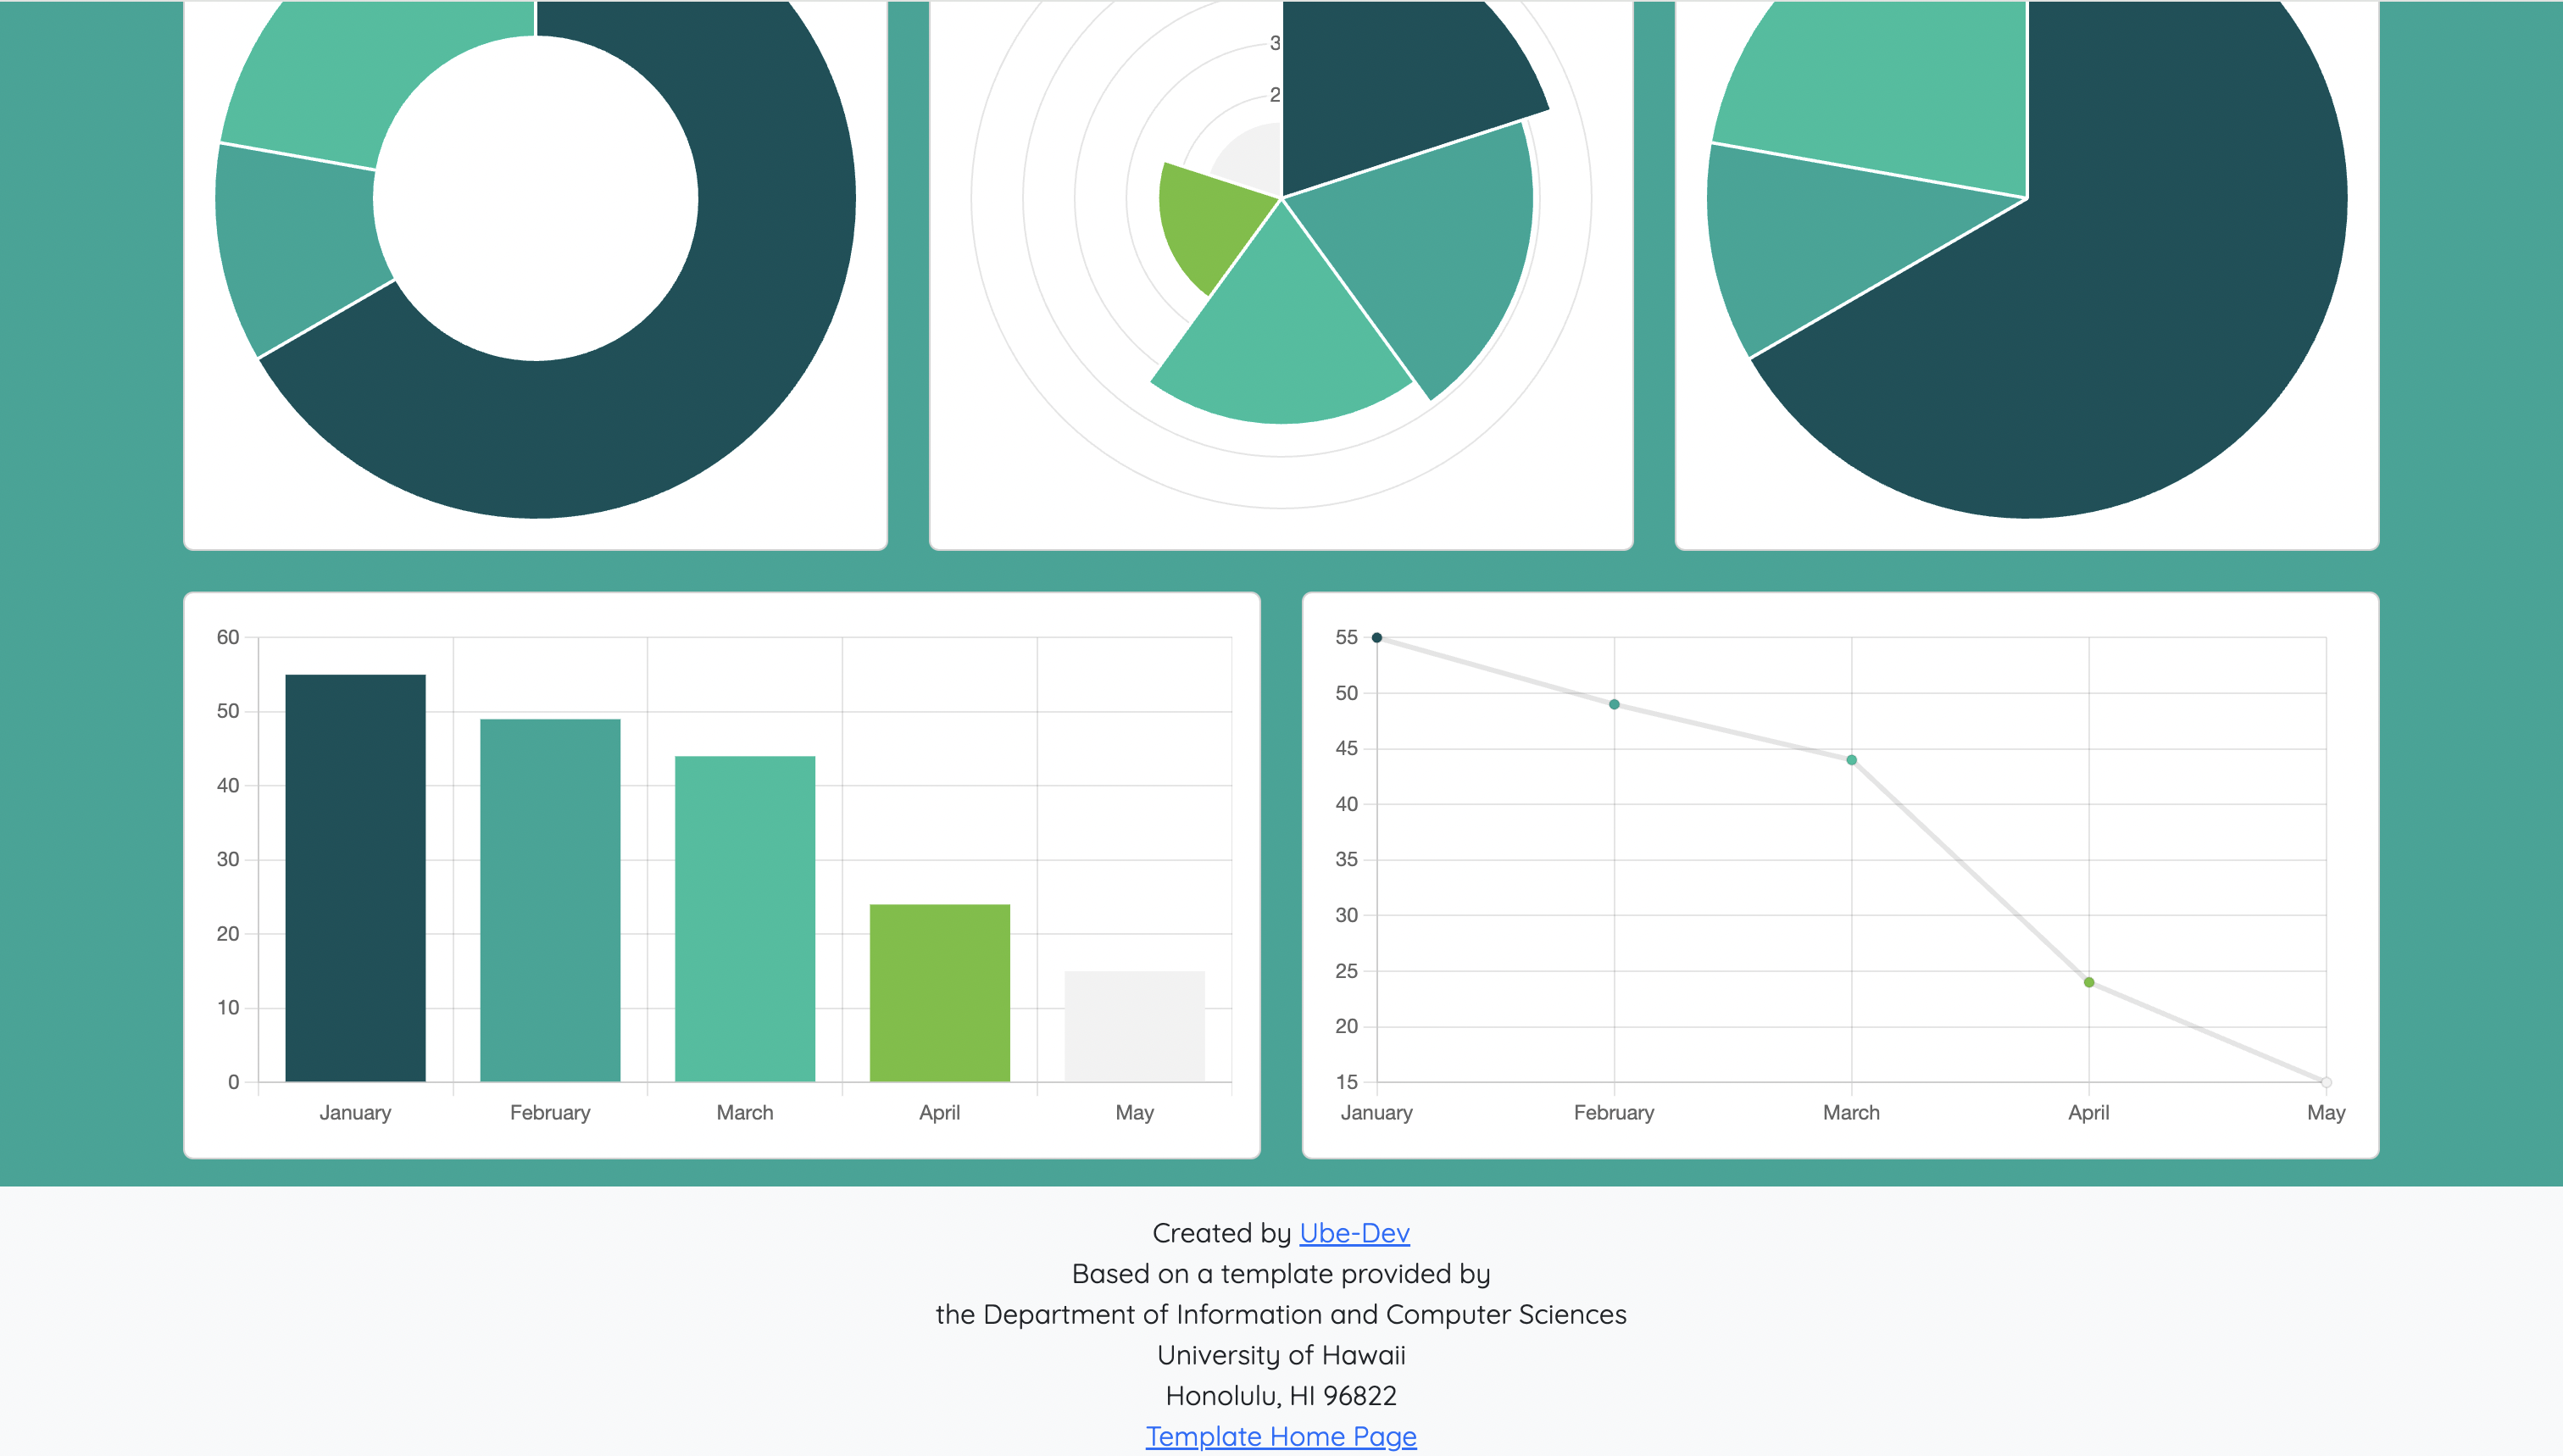 3
2
60
50
40
30
20
10
0
January February March April May
55
50
45
40
35
30
25
20
15
January February March April May
Created by Ube-Dev
Based on a template provided by
the Department of Information and Computer Sciences
University of Hawaii
Honolulu, HI 96822
Template Home Page